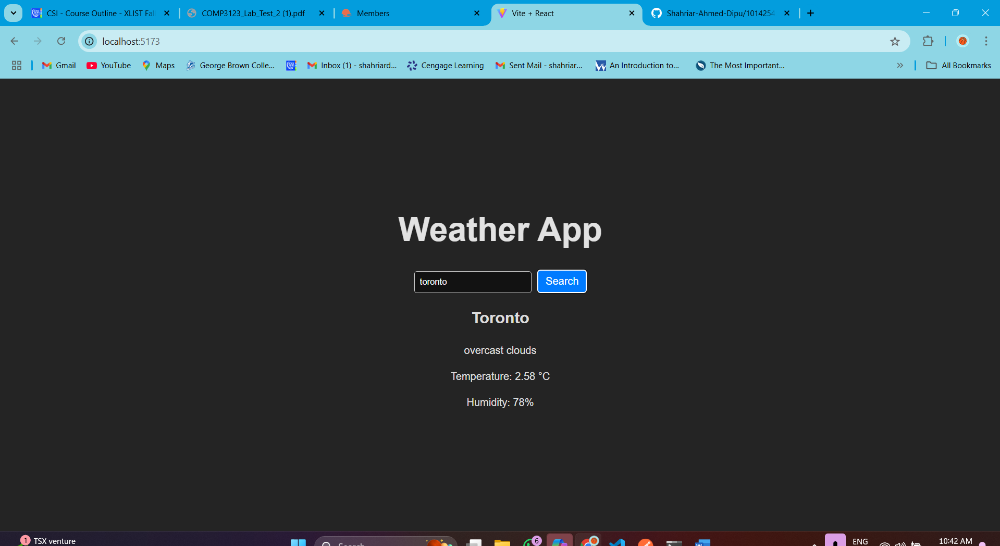 CSI - Course Outline - XLIST Fal
COMP3123_Lab_Test_2 (1).pdf
Members
Vite + React
Shahriar-Ahmed-Dipu/1014254
localhost:5173
Gmail
YouTube
Maps
George Brown Colle...
Inbox (1) - shahriard...
Cengage Learning
Sent Mail - shahriar...
An Introduction to...
The Most Important...
All Bookmarks
Weather App
toronto
Search
Toronto
overcast clouds
Temperature: 2.58 °C
Humidity: 78%
1
TSX venture
Search
6
ENG
10:42 AM